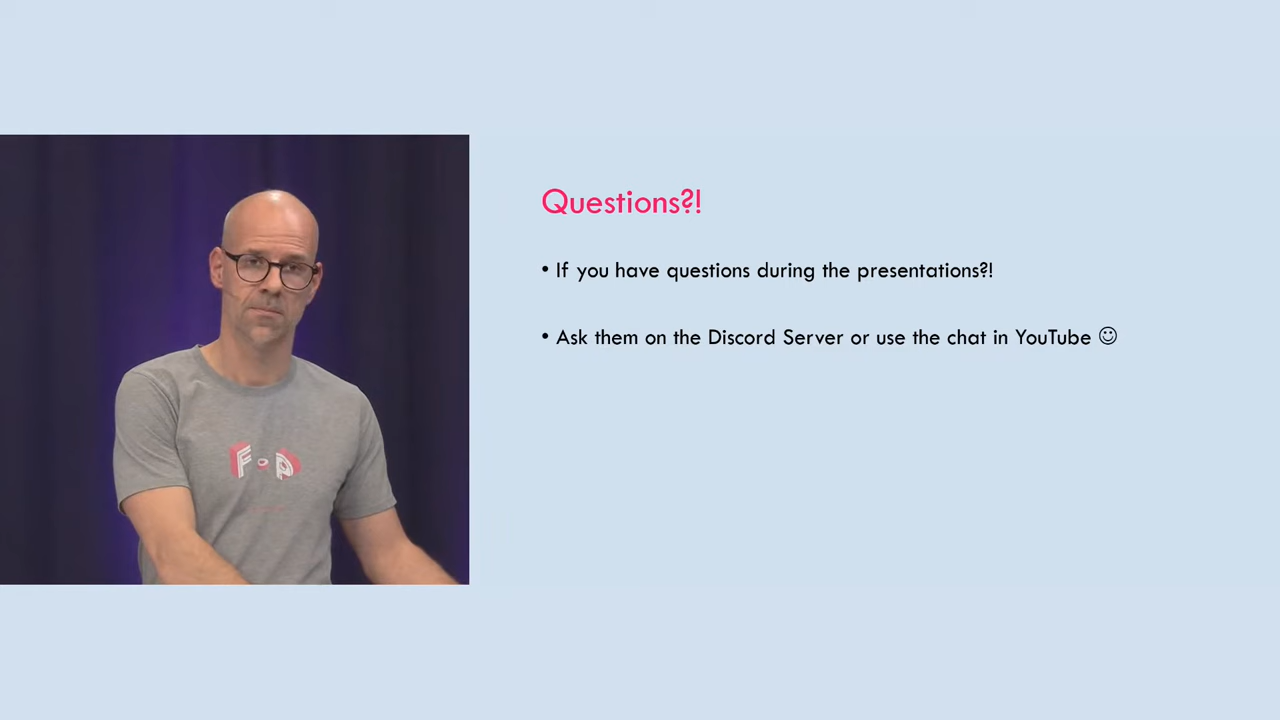 Questions?!
• If you have questions during the presentations?!
• Ask them on the Discord Server or use the chat in YouTube ☺
F P